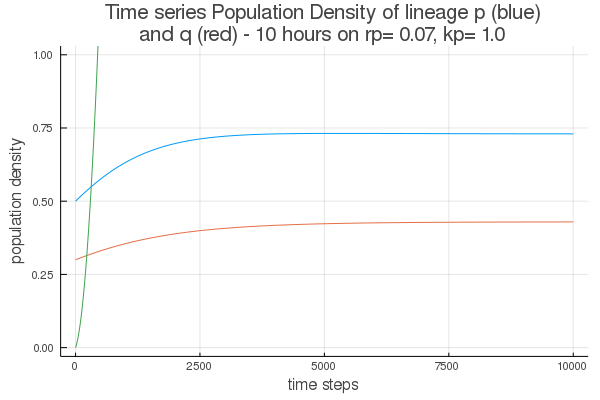 Time series Population Density of lineage p (blue)
and q (red) - 10 hours on rp= 0.07, kp= 1.0
population density
1.00
0.75
0.50
0.25
0.00
0
2500
5000
7500
10000
time steps